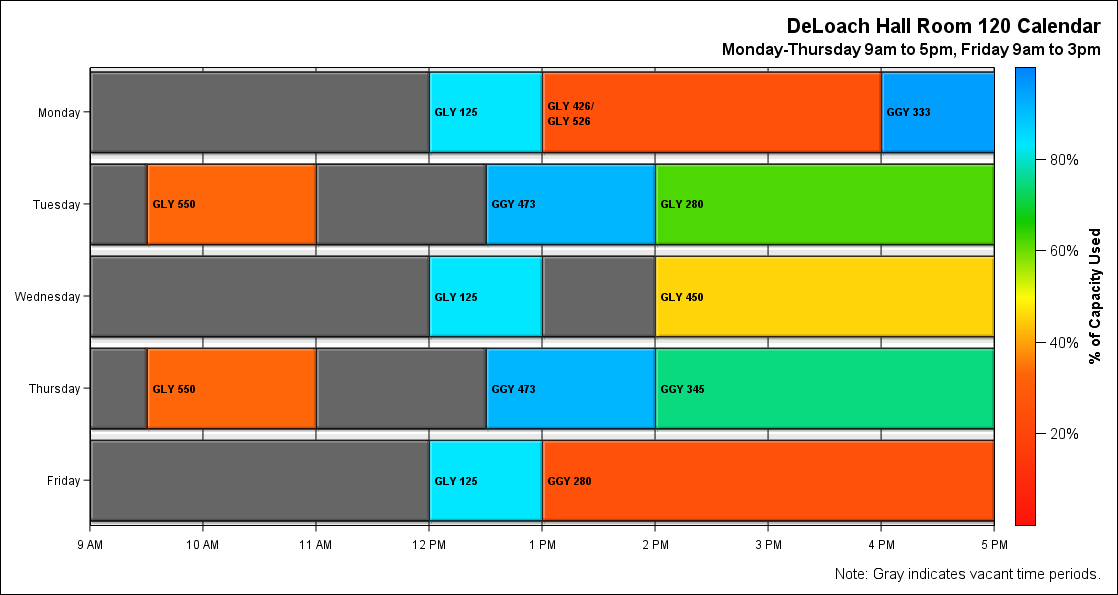 DeLoach Hall Room 120 Calendar
Monday-Thursday 9am to 5pm, Friday 9am to 3pm
Monday
GLY 125
GLY 426/
GLY 526
GGY 333
Tuesday
GLY 550
GGY 473
GLY 280
Wednesday
GLY 125
GLY 450
Thursday
GLY 550
GGY 473
GGY 345
Friday
GLY 125
GGY 280
9 AM
10 AM
11 AM
12 PM
1 PM
2 PM
3 PM
4 PM
5 PM
80%
60%
40%
20%
% of Capacity Used
Note: Gray indicates vacant time periods.